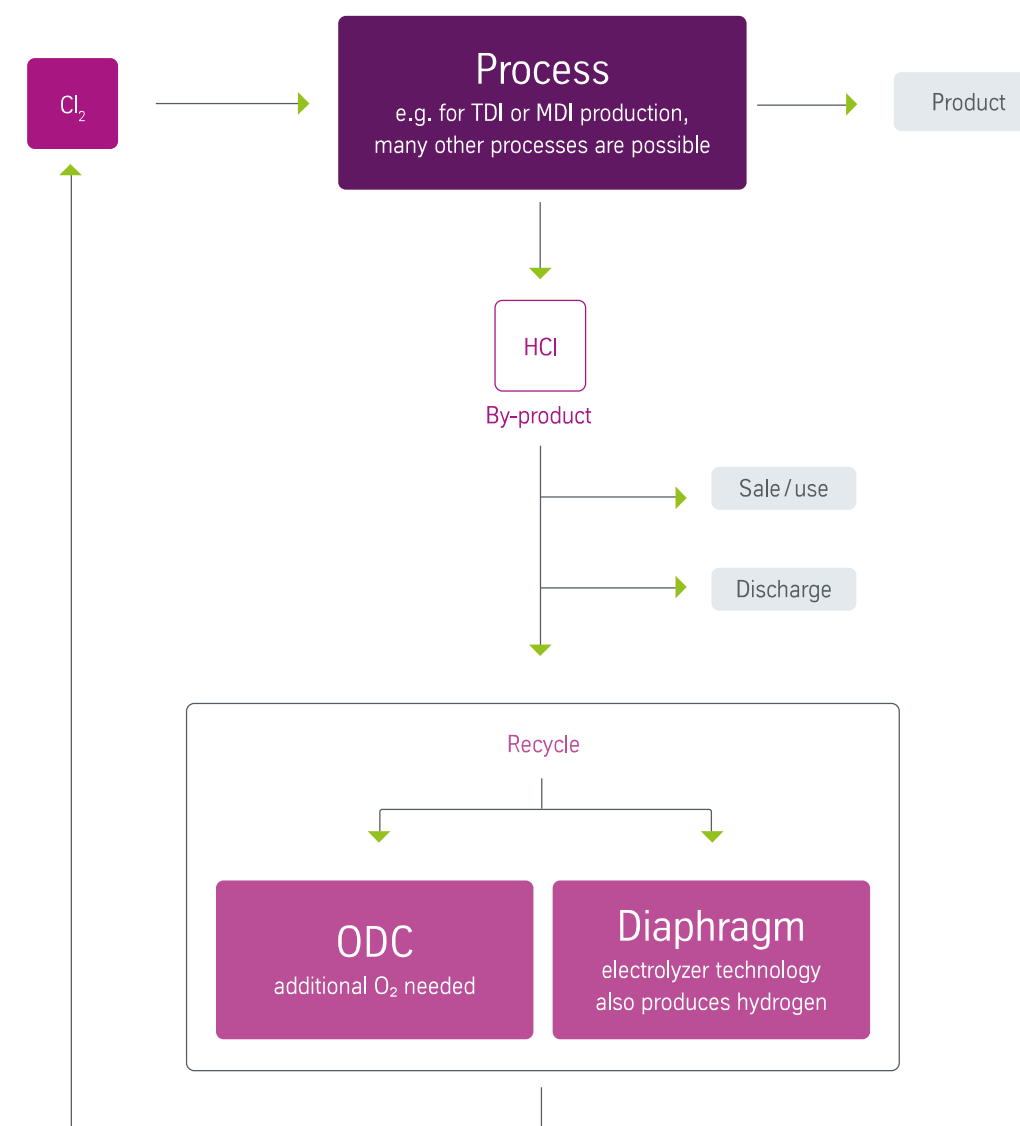 Cl₂
Process
e.g. for TDI or MDI production,
many other processes are possible
Product
HCl
By-product
Sale / use
Discharge
Recycle
ODC
additional O₂ needed
Diaphragm
electrolyzer technology
also produces hydrogen